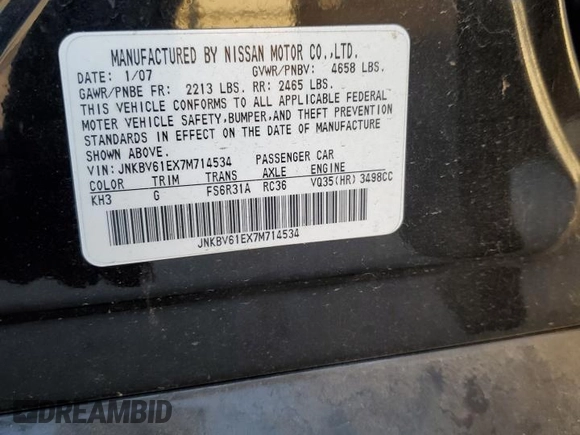 MANUFACTURED BY NISSAN MOTOR CO.,LTD.
DATE: 1/07 GVWR/PNBV: 4658 LBS.
GAWR/PNBE FR: 2213 LBS. RR: 2465 LBS.
THIS VEHICLE CONFORMS TO ALL APPLICABLE FEDERAL
MOTER VEHICLE SAFETY,BUMPER,AND THEFT PREVENTION
STANDARDS IN EFFECT ON THE DATE OF MANUFACTURE
SHOWN ABOVE.
VIN:JNKBV61EX7M714534 PASSENGER CAR
COLOR TRIM TRANS AXLE ENGINE
KH3 G FS6R31A RC36 VQ35(HR) 3498CC
JNKBV61EX7M714534
DREAMBID